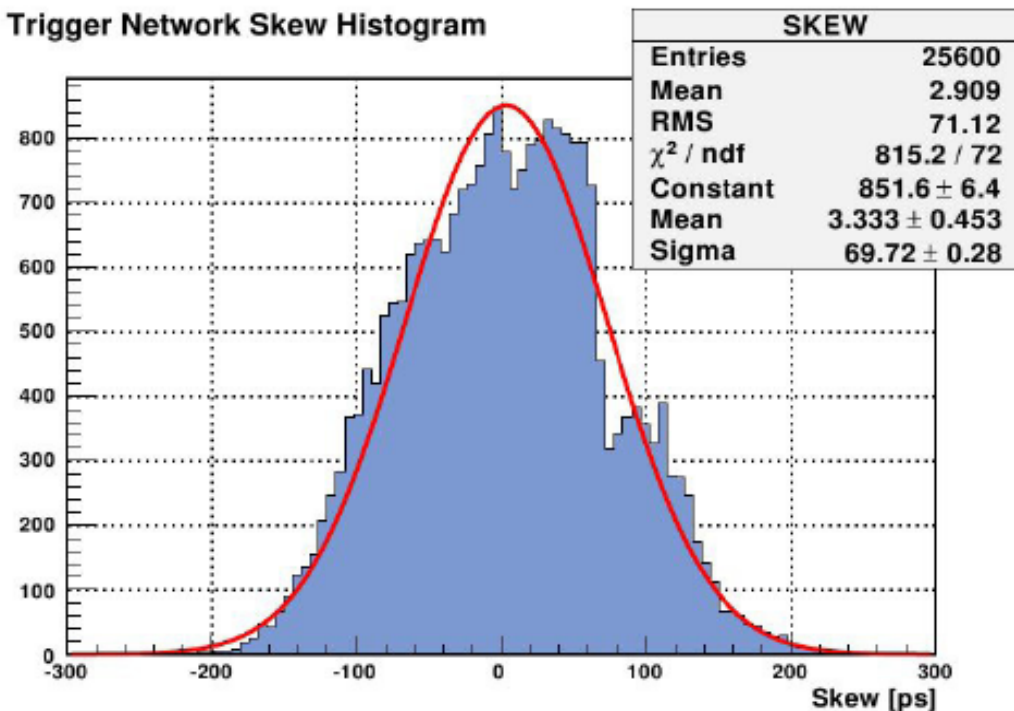 Trigger Network Skew Histogram
SKEW
Entries 25600
Mean 2.909
RMS 71.12
χ² / ndf 815.2 / 72
Constant 851.6 ± 6.4
Mean 3.333 ± 0.453
Sigma 69.72 ± 0.28
800
700
600
500
400
300
200
100
0
-300 -200 -100 0 100 200 300
Skew [ps]